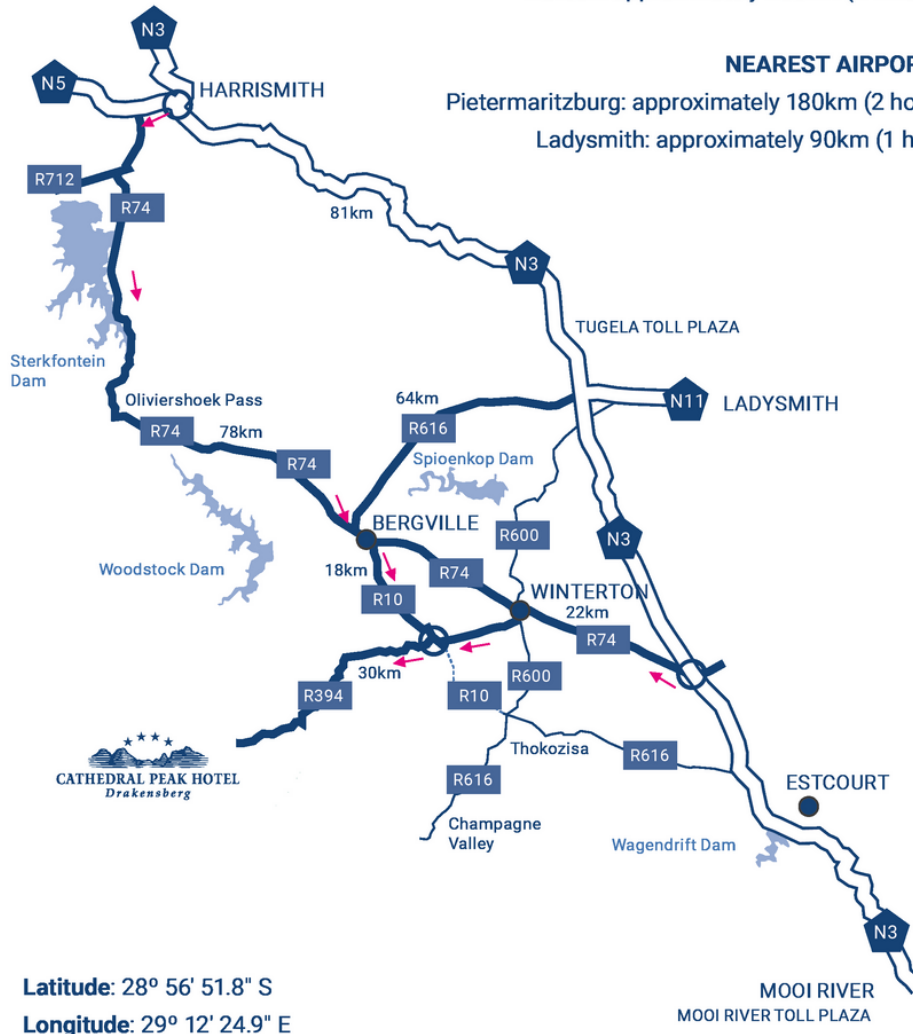 N3
NEAREST AIRPOR
N5
HARRISMITH
Pietermaritzburg: approximately 180km (2 ho
Ladysmith: approximately 90km (1 h
R712
R74
81km
N3
TUGELA TOLL PLAZA
Sterkfontein
Dam
Oliviershoek Pass
64km
N11
LADYSMITH
R74
78km
R616
R74
Spioenkop Dam
BERGVILLE
R600
N3
Woodstock Dam
18km
R74
R10
WINTERTON
22km
R74
30km
R394
R600
R10
CATHEDRAL PEAK HOTEL
Drakensberg
Thokozisa
R616
R616
ESTCOURT
Champagne
Valley
Wagendrift Dam
N3
Latitude: 28º 56' 51.8" S
Longitude: 29º 12' 24.9" E
MOOI RIVER
MOOI RIVER TOLL PLAZA